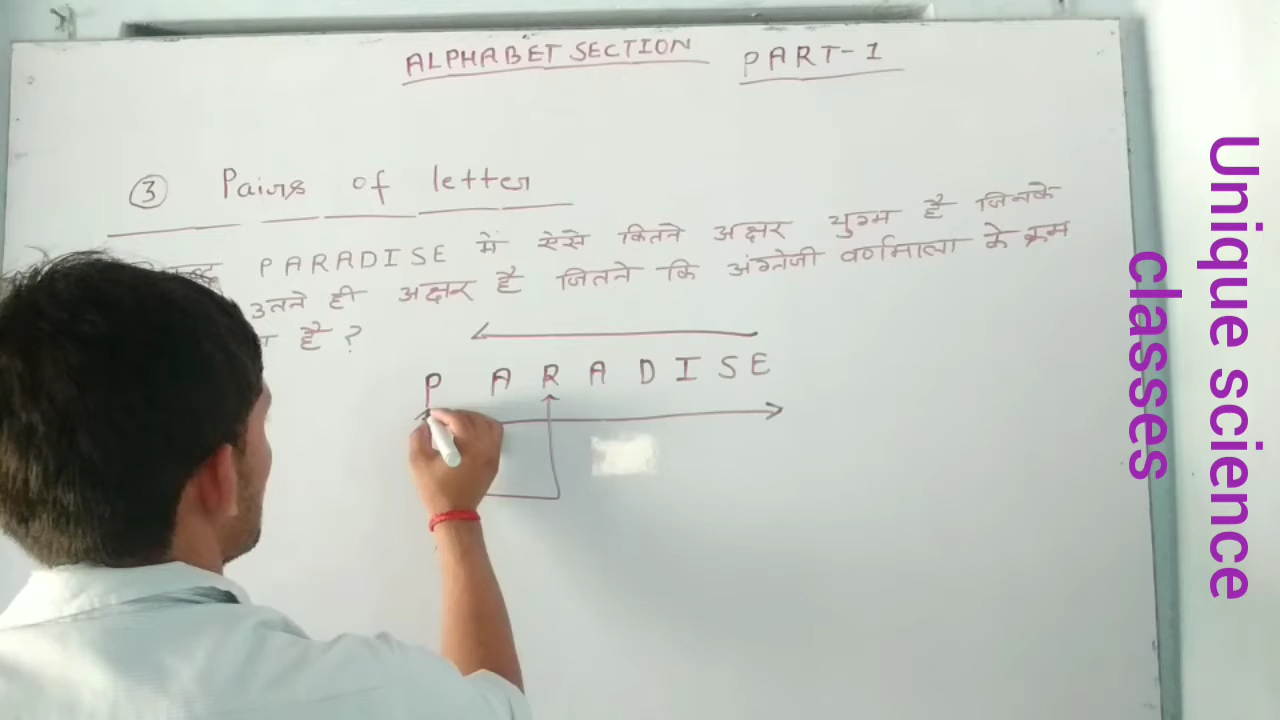 ALPHABET SECTION PART-1
③ Pairs of letter
PARADISE में ऐसे कितने अक्षर युग्म है जिनके
उतने ही अक्षर है जितने कि अंग्रेजी वर्णमाला के क्रम
है ?
P A R A D I S E
Unique science
classes